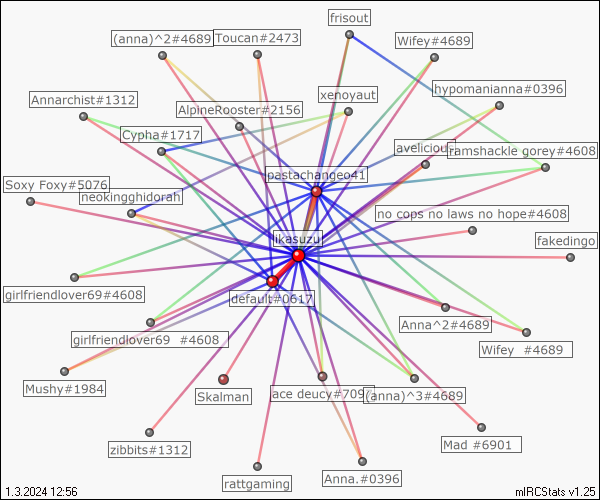 frisout
(anna)^2#4689
Toucan#2473
Wifey#4689
hypomanianna#0396
Annarchist#1312
xenoyaut
AlpineRooster#2156
Cypha#1717
avelicious
ramshackle gorey#4608
pastachangeo41
Soxy Foxy#5076
neokingghidorah
no cops no laws no hope#4608
ikasuzu
fakedingo
girlfriendlover69#4608
default#0617
Anna^2#4689
girlfriendlover69 #4608
Wifey #4689
Mushy#1984
Skalman
ace deucy#709
(anna)^3#4689
zibbits#1312
Mad #6901
rattgaming
Anna.#0396
1.3.2024 12:56
mIRCStats v1.25